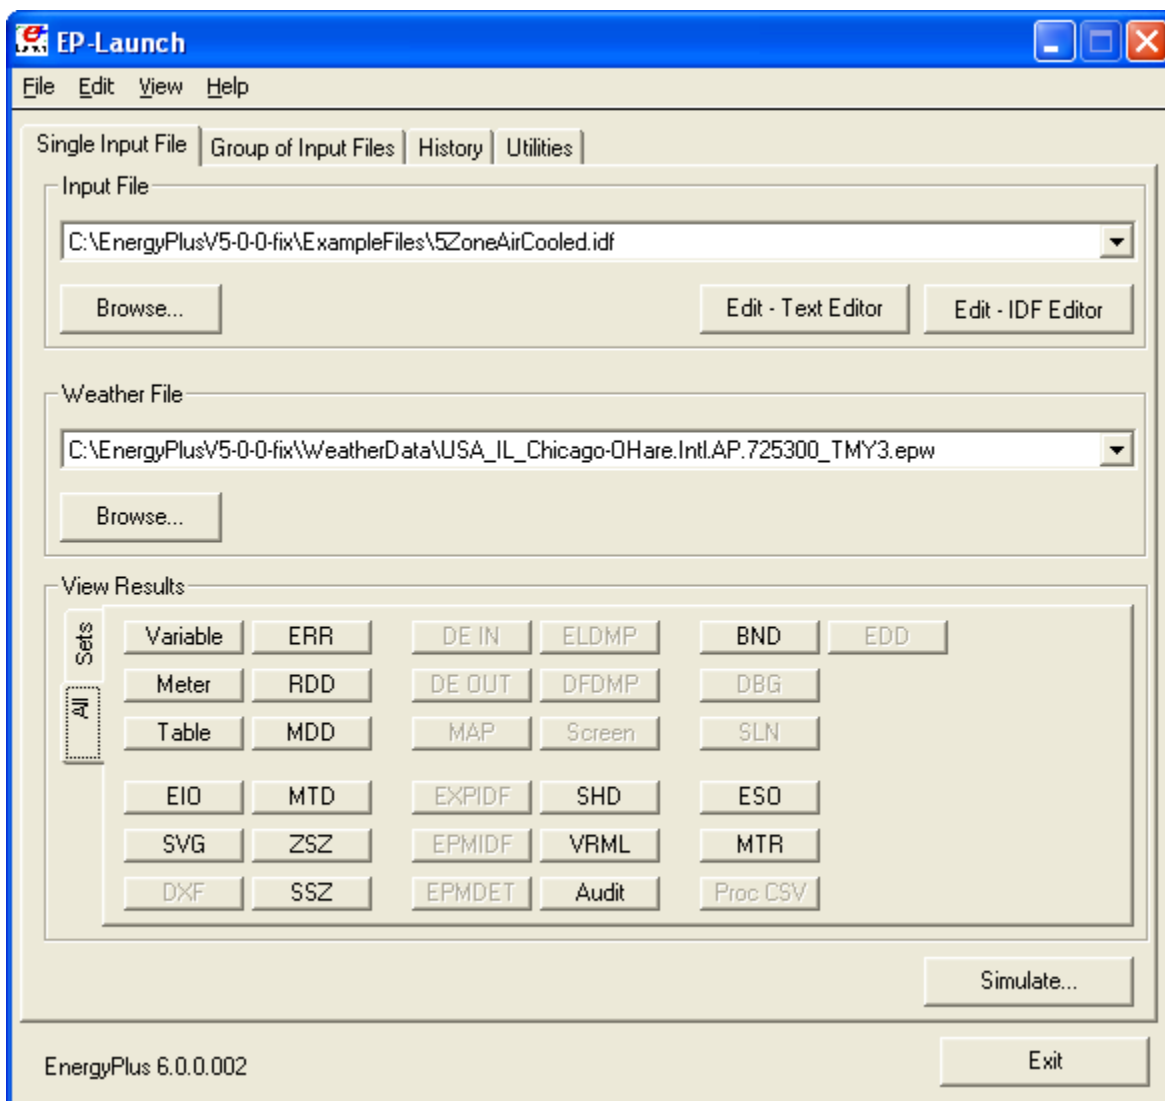 EP-Launch
File Edit View Help
Single Input File Group of Input Files History Utilities
Input File
C:\EnergyPlusV5-0-0-fix\ExampleFiles\5ZoneAirCooled.idf
Browse... Edit - Text Editor Edit - IDF Editor
Weather File
C:\EnergyPlusV5-0-0-fix\WeatherData\USA_IL_Chicago-OHare.Intl.AP.725300_TMY3.epw
Browse...
View Results
Sets
All
Variable ERR DE IN ELDMP BND EDD
Meter RDD DE OUT DFDMP DBG
Table MDD MAP Screen SLN
EIO MTD EXPIDF SHD ESO
SVG ZSZ EPMIDF VRML MTR
DXF SSZ EPMDET Audit Proc CSV
Simulate...
EnergyPlus 6.0.0.002 Exit